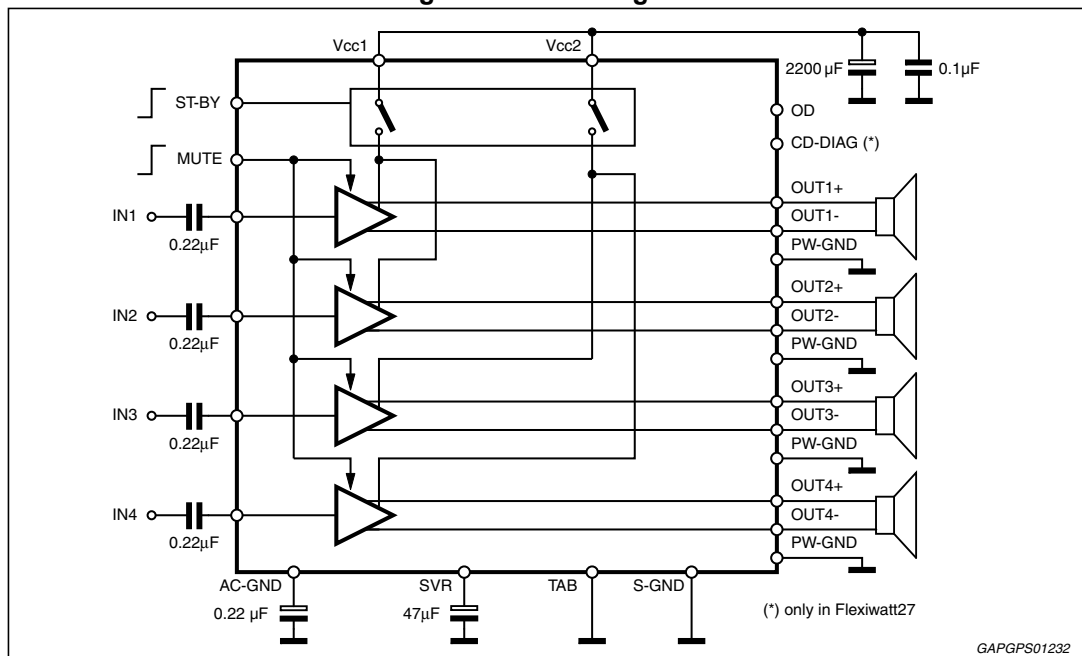 Vcc1
Vcc2
2200 µF
0.1µF
ST-BY
OD
CD-DIAG (*)
MUTE
OUT1+
IN1
OUT1-
0.22µF
PW-GND
OUT2+
IN2
OUT2-
0.22µF
PW-GND
OUT3+
IN3
OUT3-
0.22µF
PW-GND
OUT4+
IN4
OUT4-
0.22µF
PW-GND
AC-GND
SVR
TAB
S-GND
0.22 µF
47µF
(*) only in Flexiwatt27
GAPGPS01232